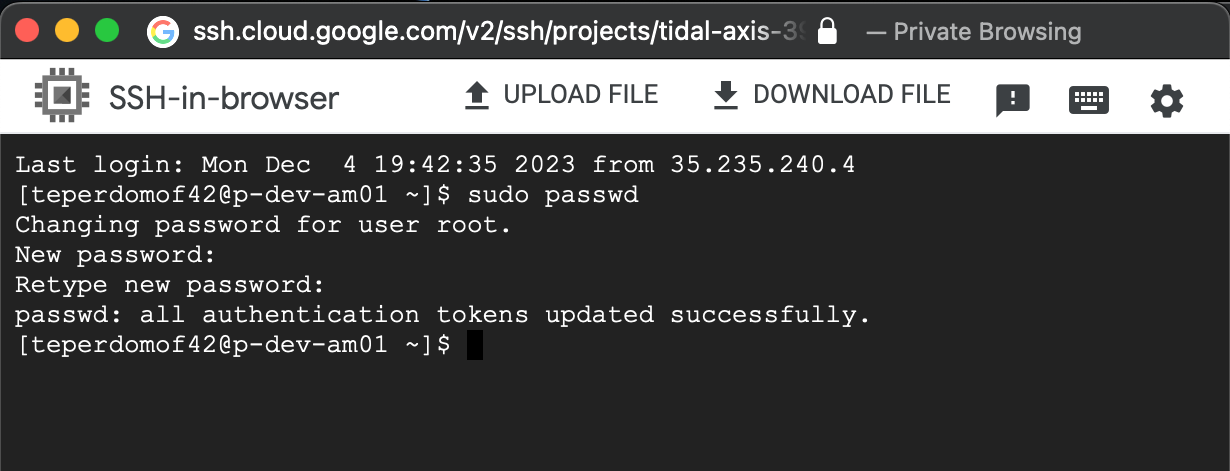 ssh.cloud.google.com/v2/ssh/projects/tidal-axis-39 — Private Browsing
SSH-in-browser UPLOAD FILE DOWNLOAD FILE
Last login: Mon Dec  4 19:42:35 2023 from 35.235.240.4
[teperdomof42@p-dev-am01 ~]$ sudo passwd
Changing password for user root.
New password:
Retype new password:
passwd: all authentication tokens updated successfully.
[teperdomof42@p-dev-am01 ~]$